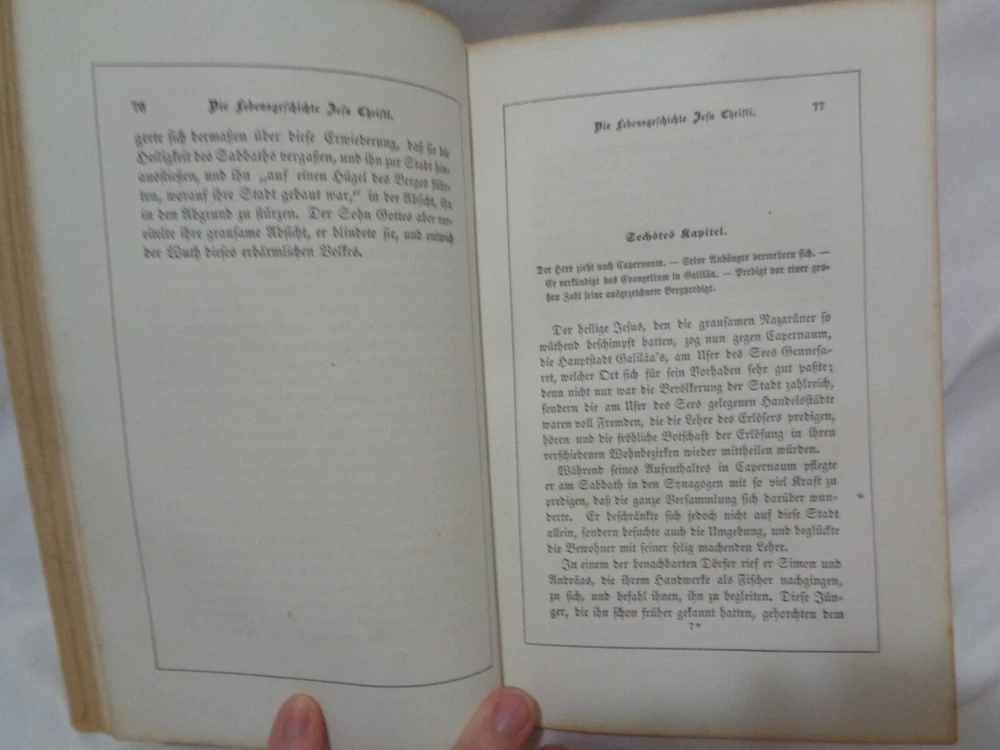 76 Die Lebensgeschichte Jesu Christi.
gerte sich dermaßen über diese Erwiederung, daß sie die
Heiligkeit des Sabbaths vergaßen, und ihn zur Stadt hin-
ausstießen, und ihn „auf einen Hügel des Berges führ-
ten, worauf ihre Stadt gebaut war,“ in der Absicht, ihn
in den Abgrund zu stürzen. Der Sohn Gottes aber ver-
eitelte ihre grausame Absicht, er blindete sie, und entwich
der Wuth dieses erbärmlichen Volkes.
Die Lebensgeschichte Jesu Christi. 77
Sechstes Kapitel.
Der Herr zieht nach Capernaum. — Seine Anhänger vermehren sich. —
Er verkündigt das Evangelium in Galiläa. — Predigt vor einer gro-
ßen Zahl seine ausgezeichnete Bergpredigt.
Der heilige Jesus, den die grausamen Nazaräner so
wüthend beschimpft hatten, zog nun gegen Capernaum,
die Hauptstadt Galiläa's, am Ufer des Sees Gennesa-
ret, welcher Ort sich für sein Vorhaben sehr gut paßte;
denn nicht nur war die Bevölkerung der Stadt zahlreich,
sondern die am Ufer des Sees gelegenen Handelsstädte
waren voll Fremden, die die Lehre des Erlösers predigen,
hören und die fröhliche Botschaft der Erlösung in ihren
verschiedenen Wohnbezirken wieder mittheilen würden.
Während seines Aufenthaltes in Capernaum pflegte
er am Sabbath in den Synagogen mit so viel Kraft zu
predigen, daß die ganze Versammlung sich darüber wun-
derte. Er beschränkte sich jedoch nicht auf diese Stadt
allein, sondern besuchte auch die Umgebung, und beglückte
die Bewohner mit seiner selig machenden Lehre.
In einem der benachbarten Dörfer rief er Simon und
Andräas, die ihrem Handwerke als Fischer nachgingen,
zu sich, und befahl ihnen, ihn zu begleiten. Diese Jün-
ger, die ihn schon früher gekannt hatten, gehorchten dem
7*